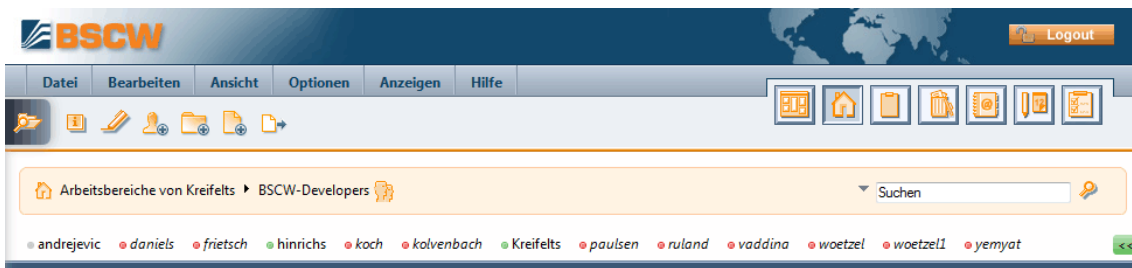 BSCW
Logout
Datei Bearbeiten Ansicht Optionen Anzeigen Hilfe
Arbeitsbereiche von Kreifelts BSCW-Developers Suchen
andrejevic daniels frietsch hinrichs koch kolvenbach Kreifelts paulsen ruland vaddina woetzel woetzel1 yemyat <<